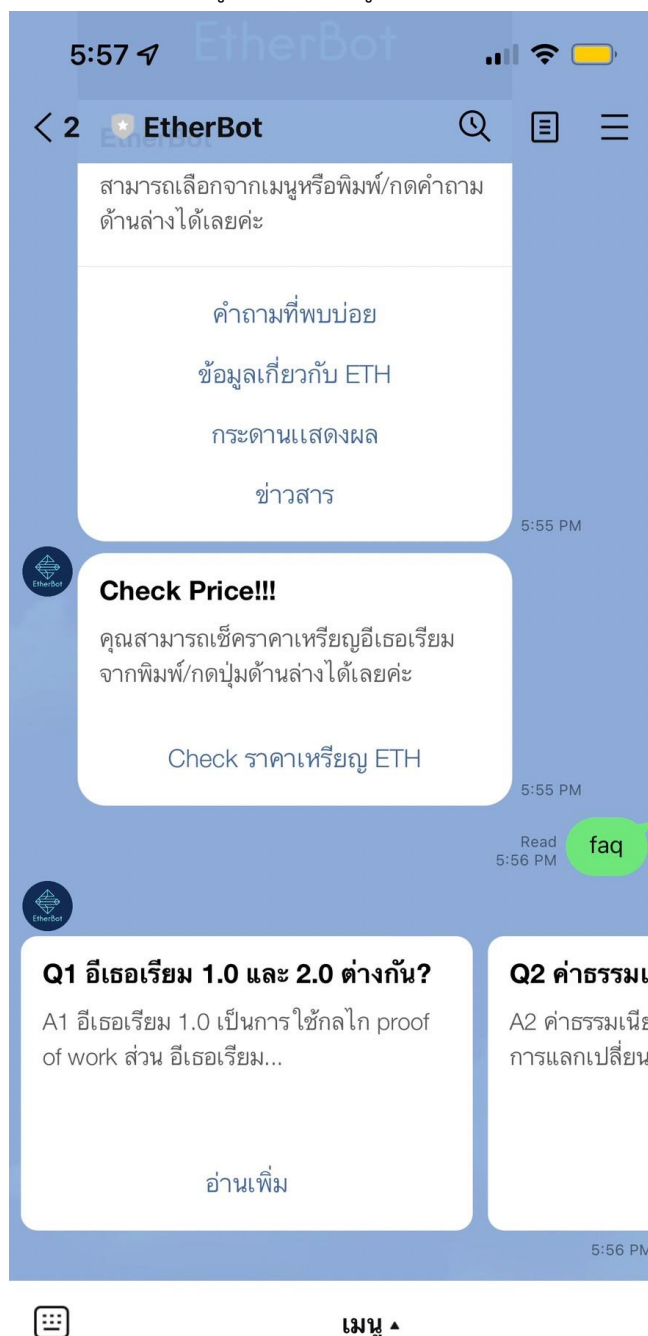 EtherBot
5:57
2 EtherBot
สามารถเลือกจากเมนูหรือพิมพ์/กดคำถาม
ด้านล่างได้เลยค่ะ
คำถามที่พบบ่อย
ข้อมูลเกี่ยวกับ ETH
กระดานแสดงผล
ข่าวสาร
5:55 PM
EtherBot
Check Price!!!
คุณสามารถเช็คราคาเหรียญอีเธอเรียม
จากพิมพ์/กดปุ่มด้านล่างได้เลยค่ะ
Check ราคาเหรียญ ETH
5:55 PM
Read
5:56 PM
faq
EtherBot
Q1 อีเธอเรียม 1.0 และ 2.0 ต่างกัน?
A1 อีเธอเรียม 1.0 เป็นการใช้กลไก proof
of work ส่วน อีเธอเรียม...
อ่านเพิ่ม
Q2 ค่าธรรมเ
A2 ค่าธรรมเนีย
การแลกเปลี่ยน
5:56 PM
เมนู